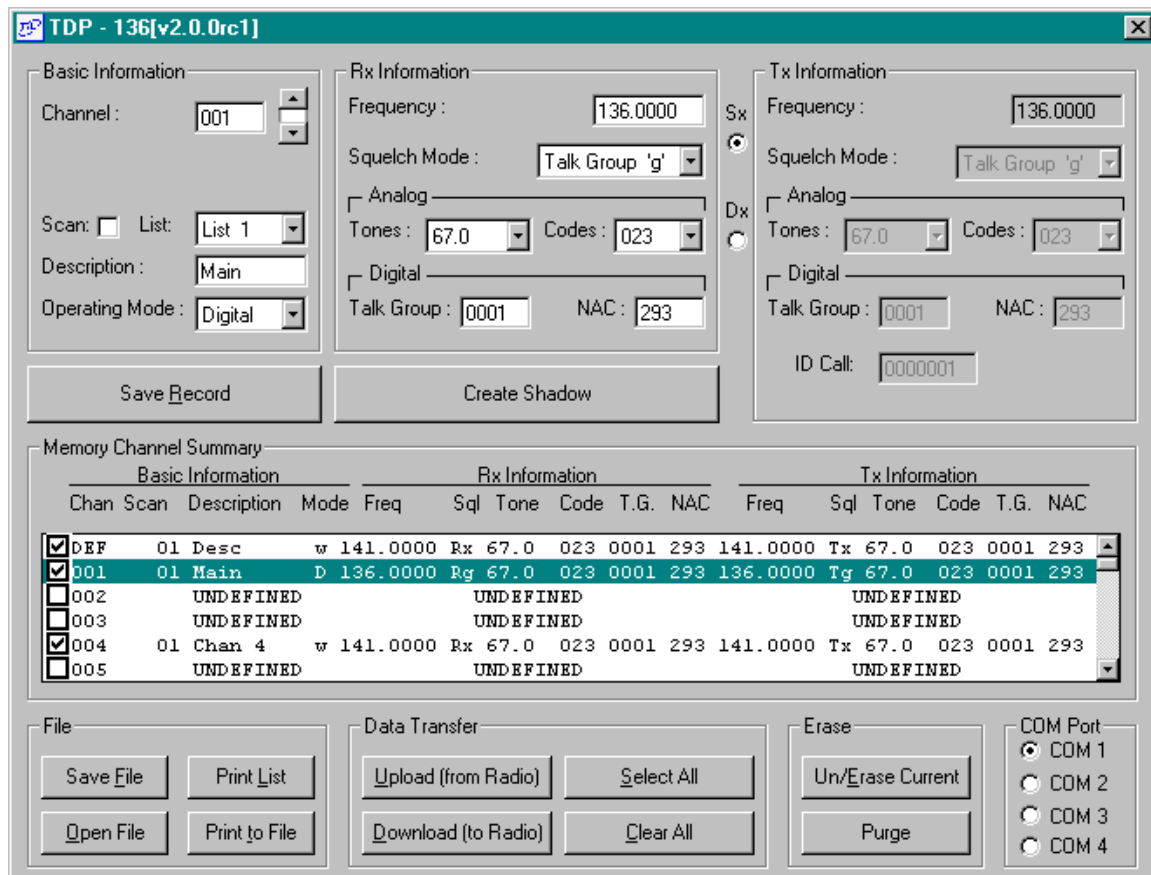 TDP - 136[v2.0.0rc1]
Basic Information
Channel : 001
Scan: List: List 1
Description : Main
Operating Mode : Digital
Rx Information
Frequency : 136.0000
Squelch Mode : Talk Group 'g'
Analog
Tones : 67.0 Codes : 023
Digital
Talk Group : 0001 NAC : 293
Sx
Dx
Tx Information
Frequency : 136.0000
Squelch Mode : Talk Group 'g'
Analog
Tones : 67.0 Codes : 023
Digital
Talk Group : 0001 NAC : 293
ID Call: 0000001
Save Record
Create Shadow
Memory Channel Summary
Basic Information Rx Information Tx Information
Chan Scan Description Mode Freq Sql Tone Code T.G. NAC Freq Sql Tone Code T.G. NAC
DEF 01 Desc w 141.0000 Rx 67.0 023 0001 293 141.0000 Tx 67.0 023 0001 293
001 01 Main D 136.0000 Rg 67.0 023 0001 293 136.0000 Tg 67.0 023 0001 293
002 UNDEFINED UNDEFINED UNDEFINED
003 UNDEFINED UNDEFINED UNDEFINED
004 01 Chan 4 w 141.0000 Rx 67.0 023 0001 293 141.0000 Tx 67.0 023 0001 293
005 UNDEFINED UNDEFINED UNDEFINED
File
Save File Print List
Open File Print to File
Data Transfer
Upload (from Radio) Select All
Download (to Radio) Clear All
Erase
Un/Erase Current
Purge
COM Port
COM 1
COM 2
COM 3
COM 4